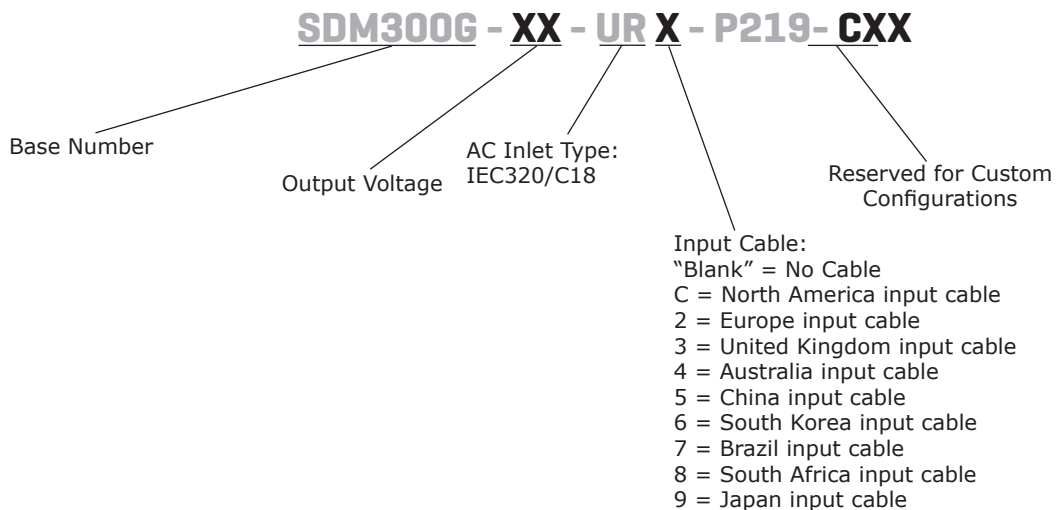 SDM300G - XX - UR X - P219- CXX
Base Number
Output Voltage
AC Inlet Type:
IEC320/C18
Reserved for Custom
Configurations
Input Cable:
“Blank” = No Cable
C = North America input cable
2 = Europe input cable
3 = United Kingdom input cable
4 = Australia input cable
5 = China input cable
6 = South Korea input cable
7 = Brazil input cable
8 = South Africa input cable
9 = Japan input cable